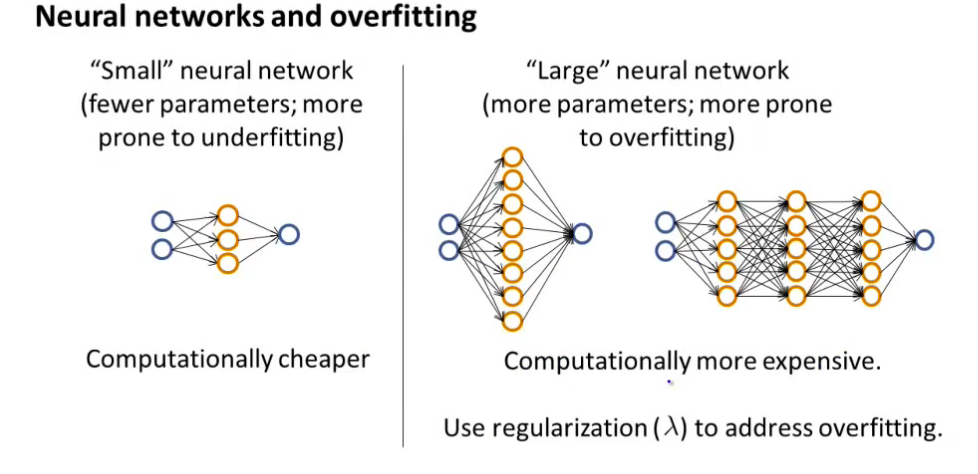 Neural networks and overfitting
“Small” neural network
(fewer parameters; more
prone to underfitting)
“Large” neural network
(more parameters; more prone
to overfitting)
Computationally cheaper
Computationally more expensive.
Use regularization (λ) to address overfitting.